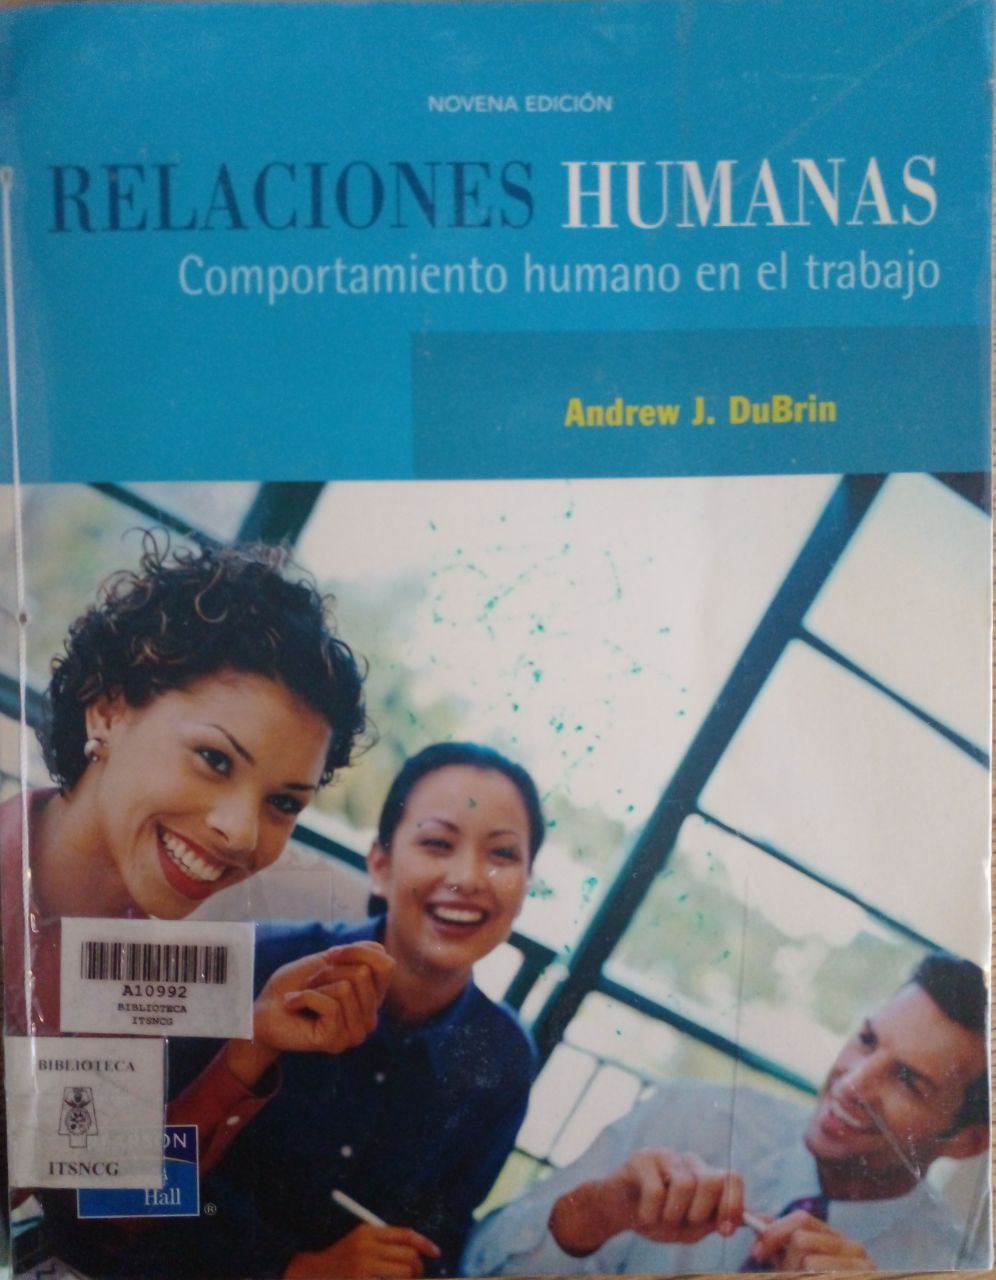 NOVENA EDICIÓN
RELACIONES HUMANAS
Comportamiento humano en el trabajo
Andrew J. DuBrin
A10992
BIBLIOTECA
ITSNCG
BIBLIOTECA
ITSNCG
Hall
®